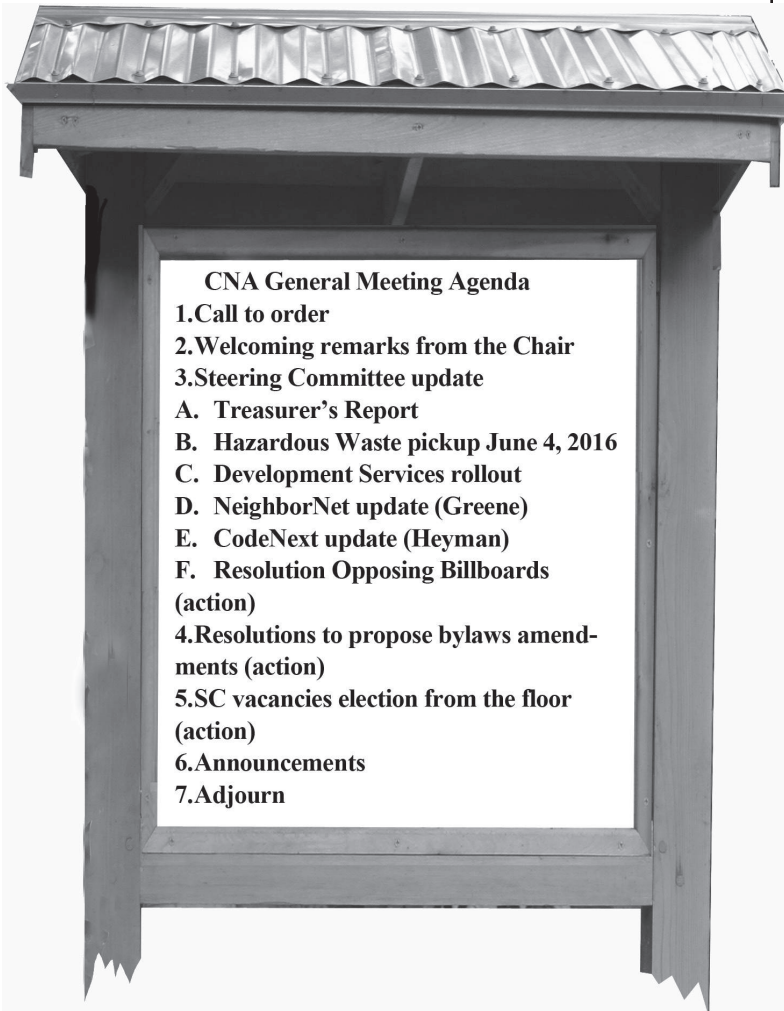 CNA General Meeting Agenda
1.Call to order
2.Welcoming remarks from the Chair
3.Steering Committee update
A. Treasurer’s Report
B. Hazardous Waste pickup June 4, 2016
C. Development Services rollout
D. NeighborNet update (Greene)
E. CodeNext update (Heyman)
F. Resolution Opposing Billboards
(action)
4.Resolutions to propose bylaws amend-
ments (action)
5.SC vacancies election from the floor
(action)
6.Announcements
7.Adjourn